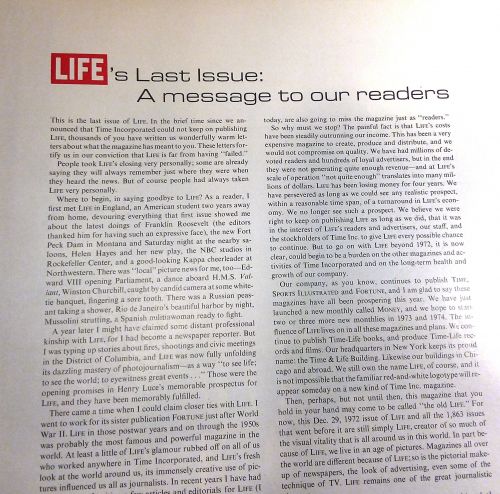 LIFE's Last Issue:
A message to our readers
This is the last issue of LIFE. In the brief time since we an-
nounced that Time Incorporated could not keep on publishing
LIFE, thousands of you have written us wonderfully warm let-
ters about what the magazine has meant to you. These letters for-
tify us in our conviction that LIFE is far from having "failed."
People took LIFE's closing very personally; some are already
saying they will always remember just where they were when
they heard the news. But of course people had always taken
LIFE very personally.
Where to begin, in saying goodbye to LIFE? As a reader, I
first met LIFE in England, an American student two years away
from home, devouring everything that first issue showed me
about the latest doings of Franklin Roosevelt (the editors
thanked him for having such an expressive face), the new Fort
Peck Dam in Montana and Saturday night at the nearby sa-
loons, Helen Hayes and her new play, the NBC studios in
Rockefeller Center, and a good-looking Kappa cheerleader at
Northwestern. There was "local" picture news for me, too—Ed-
ward VIII opening Parliament, a dance aboard H.M.S. Ful-
iar, Winston Churchill, caught by candid camera at some white-
tie banquet, fingering a sore tooth. There was a Russian peas-
ant taking a shower, Rio de Janeiro's beautiful harbor by night,
Mussolini strutting, a Spanish militiawoman ready to fight.
A year later I might have claimed some distant professional
kinship with LIFE, for I had become a newspaper reporter. But
I was typing up stories about fires, shootings and civic meetings
in the District of Columbia, and LIFE was now fully unfolding
its dazzling mastery of photojournalism—as a way "to see life;
to see the world; to eyewitness great events . . ." Those were the
opening promises in Henry Luce's memorable prospectus for
LIFE, and they have been memorably fulfilled.
There came a time when I could claim closer ties with LIFE. I
went to work for its sister publication FORTUNE just after World
War II. LIFE in those postwar years and on through the 1950s
was probably the most famous and powerful magazine in the
world. At least a little of LIFE's glamour rubbed off on all of us
who worked anywhere in Time Incorporated, and LIFE's fresh
look at the world around us, its immensely creative use of pic-
tures influenced us all as journalists. In recent years I have had
few articles and editorials for LIFE (I
today, are also going to miss the magazine just as "readers."
So why must we stop? The painful fact is that LIFE's costs
have been steadily outrunning our income. This has been a very
expensive magazine to create, produce and distribute, and we
would not compromise on quality. We have had millions of de-
voted readers and hundreds of loyal advertisers, but in the end
they were not generating quite enough revenue—and at LIFE's
scale of operation "not quite enough" translates into many mil-
lions of dollars. LIFE has been losing money for four years. We
have persevered as long as we could see any realistic prospect,
within a reasonable time span, of a turnaround in LIFE's econ-
omy. We no longer see such a prospect. We believe we were
right to keep on publishing LIFE as long as we did, that it was
in the interest of LIFE's readers and advertisers, our staff, and
the stockholders of Time Inc. to give LIFE every possible chance
to continue. But to go on with LIFE beyond 1972, it is now
clear, could begin to be a burden on the other magazines and ac-
tivities of Time Incorporated and on the long-term health and
growth of our company.
Our company, as you know, continues to publish TIME,
SPORTS ILLUSTRATED and FORTUNE, and I am glad to say these
magazines have all been prospering this year. We have just
launched a new monthly called MONEY, and we hope to start
two or three more new monthlies in 1973 and 1974. The in-
fluence of LIFE lives on in all these magazines and plans. We con-
tinue to publish Time-Life books, and produce Time-Life rec-
ords and films. Our headquarters in New York keeps its proud
name: the Time & Life Building. Likewise our buildings in Chi-
cago and abroad. We still own the name LIFE, of course, and it
is not impossible that the familiar red-and-white logotype will re-
appear someday on a new kind of Time Inc. magazine.
Then, perhaps, but not until then, this magazine that you
hold in your hand may come to be called "the old LIFE." For
now, this Dec. 29, 1972 issue of LIFE and all the 1,863 issues
that went before it are still simply LIFE, creator of so much of
the visual vitality that is all around us in this world. In part be-
cause of LIFE, we live in an age of pictures. Magazines all over
the world are different because of LIFE; so is the pictorial make-
up of newspapers, the look of advertising, even some of the
technique of TV. LIFE remains one of the great journalistic